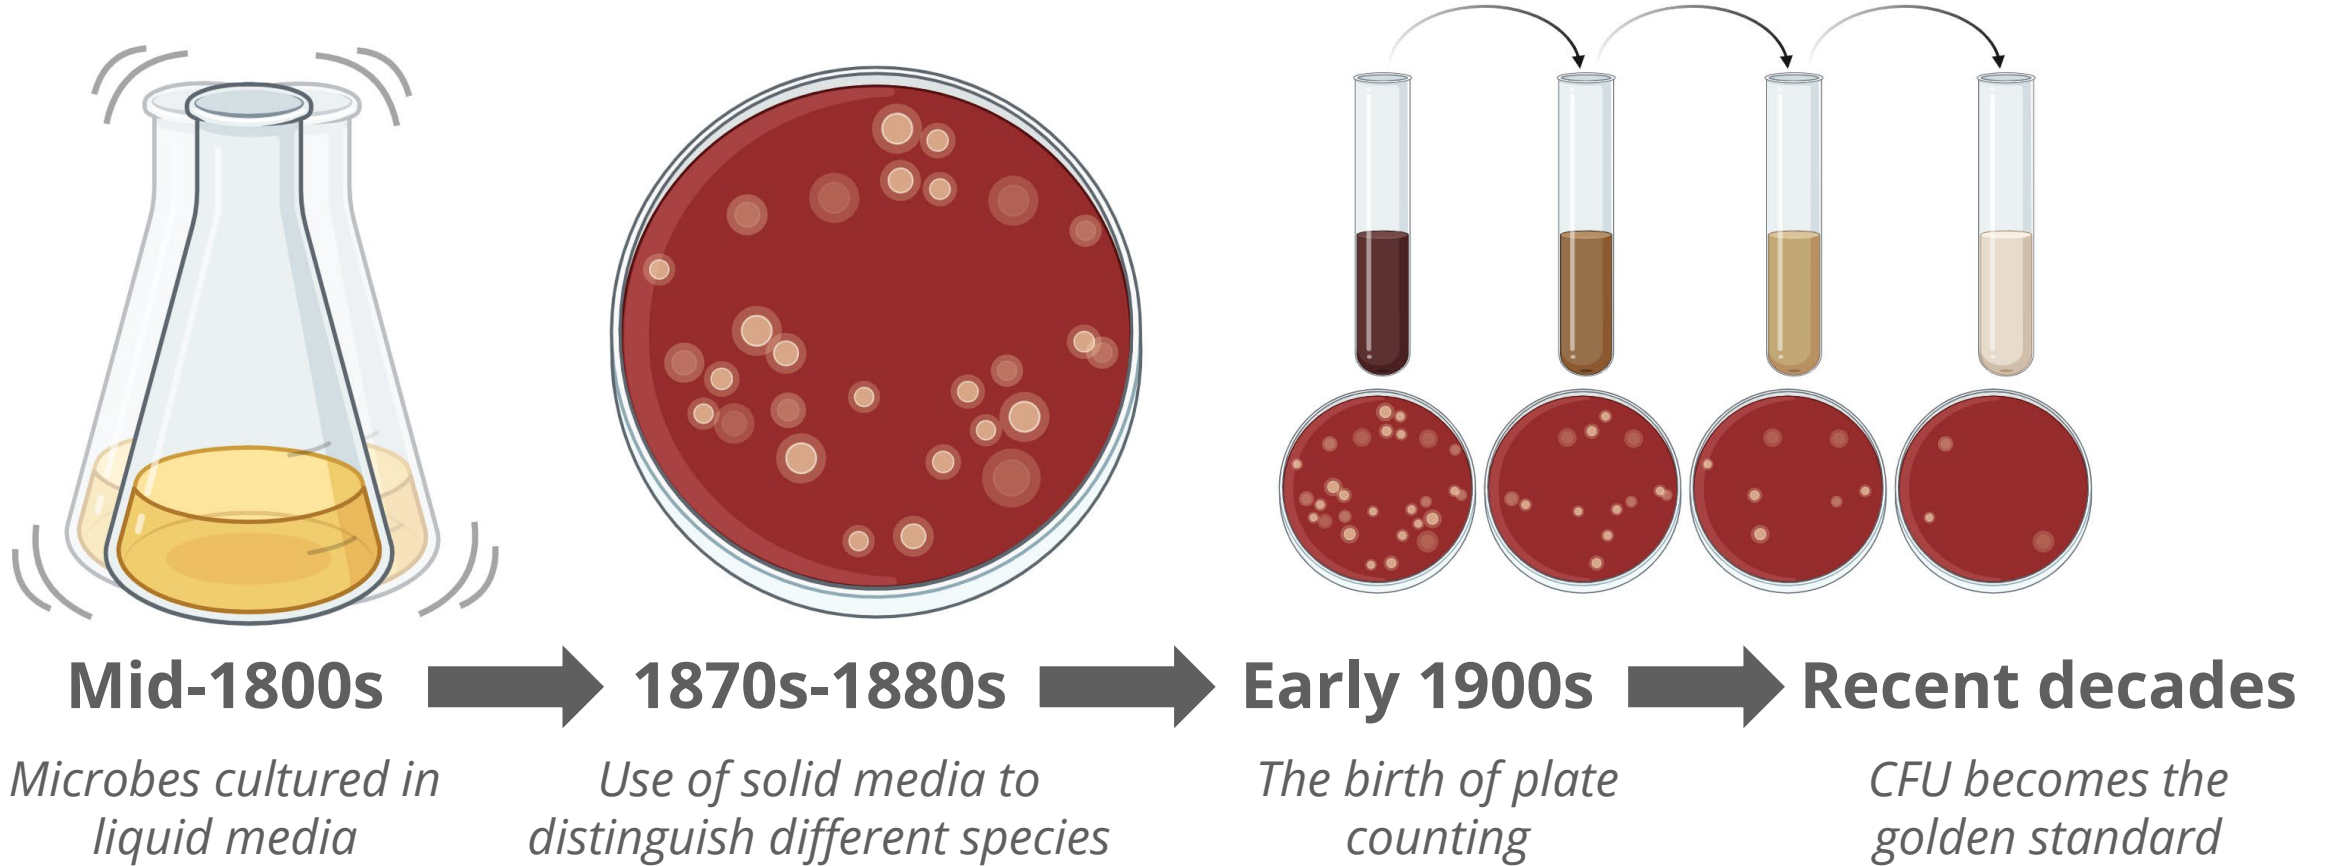 Mid-1800s
Microbes cultured in
liquid media
1870s-1880s
Use of solid media to
distinguish different species
Early 1900s
The birth of plate
counting
Recent decades
CFU becomes the
golden standard